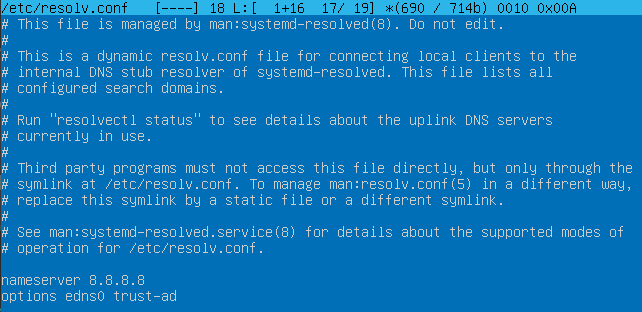 /etc/resolv.conf   [----] 18 L:[  1+16  17/ 19] *(690 / 714b) 0010 0x00A
# This file is managed by man:systemd-resolved(8). Do not edit.
#
# This is a dynamic resolv.conf file for connecting local clients to the
# internal DNS stub resolver of systemd-resolved. This file lists all
# configured search domains.
#
# Run "resolvectl status" to see details about the uplink DNS servers
# currently in use.
#
# Third party programs must not access this file directly, but only through the
# symlink at /etc/resolv.conf. To manage man:resolv.conf(5) in a different way,
# replace this symlink by a static file or a different symlink.
#
# See man:systemd-resolved.service(8) for details about the supported modes of
# operation for /etc/resolv.conf.

nameserver 8.8.8.8
options edns0 trust-ad